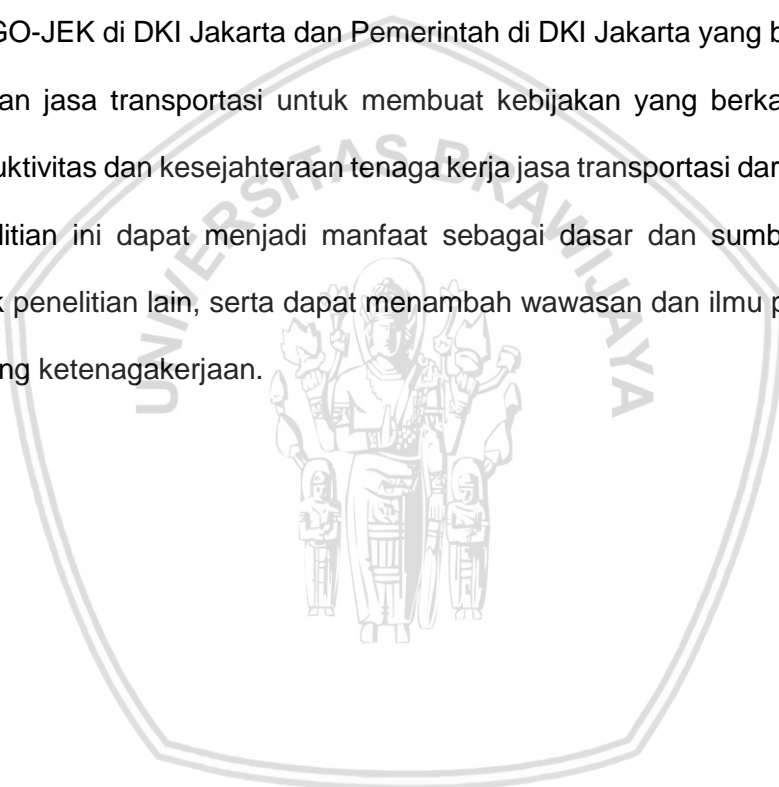 GO-JEK di DKI Jakarta dan Pemerintah di DKI Jakarta yang b
an jasa transportasi untuk membuat kebijakan yang berka
uktivitas dan kesejahteraan tenaga kerja jasa transportasi dar
litian ini dapat menjadi manfaat sebagai dasar dan sumb
k penelitian lain, serta dapat menambah wawasan dan ilmu p
ng ketenagakerjaan.
UNIVERSITAS BRAWIJAYA